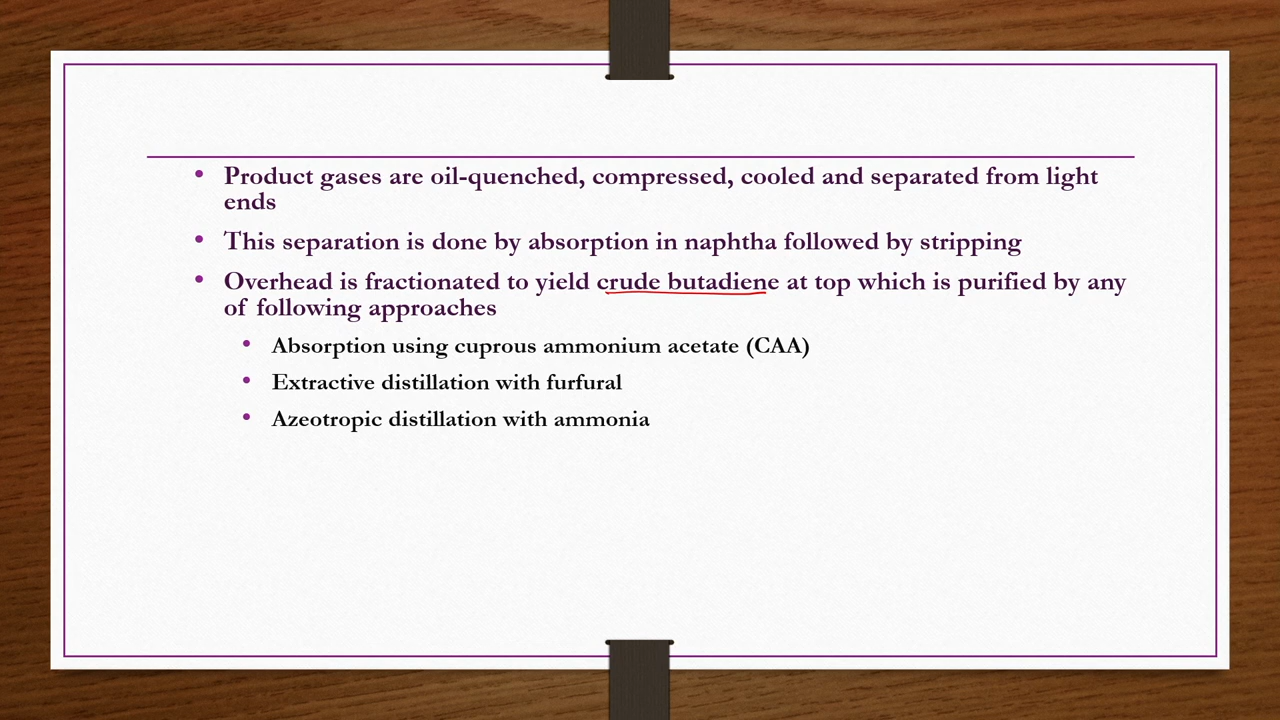 • Product gases are oil-quenched, compressed, cooled and separated from light
ends
• This separation is done by absorption in naphtha followed by stripping
• Overhead is fractionated to yield crude butadiene at top which is purified by any
of following approaches
• Absorption using cuprous ammonium acetate (CAA)
• Extractive distillation with furfural
• Azeotropic distillation with ammonia